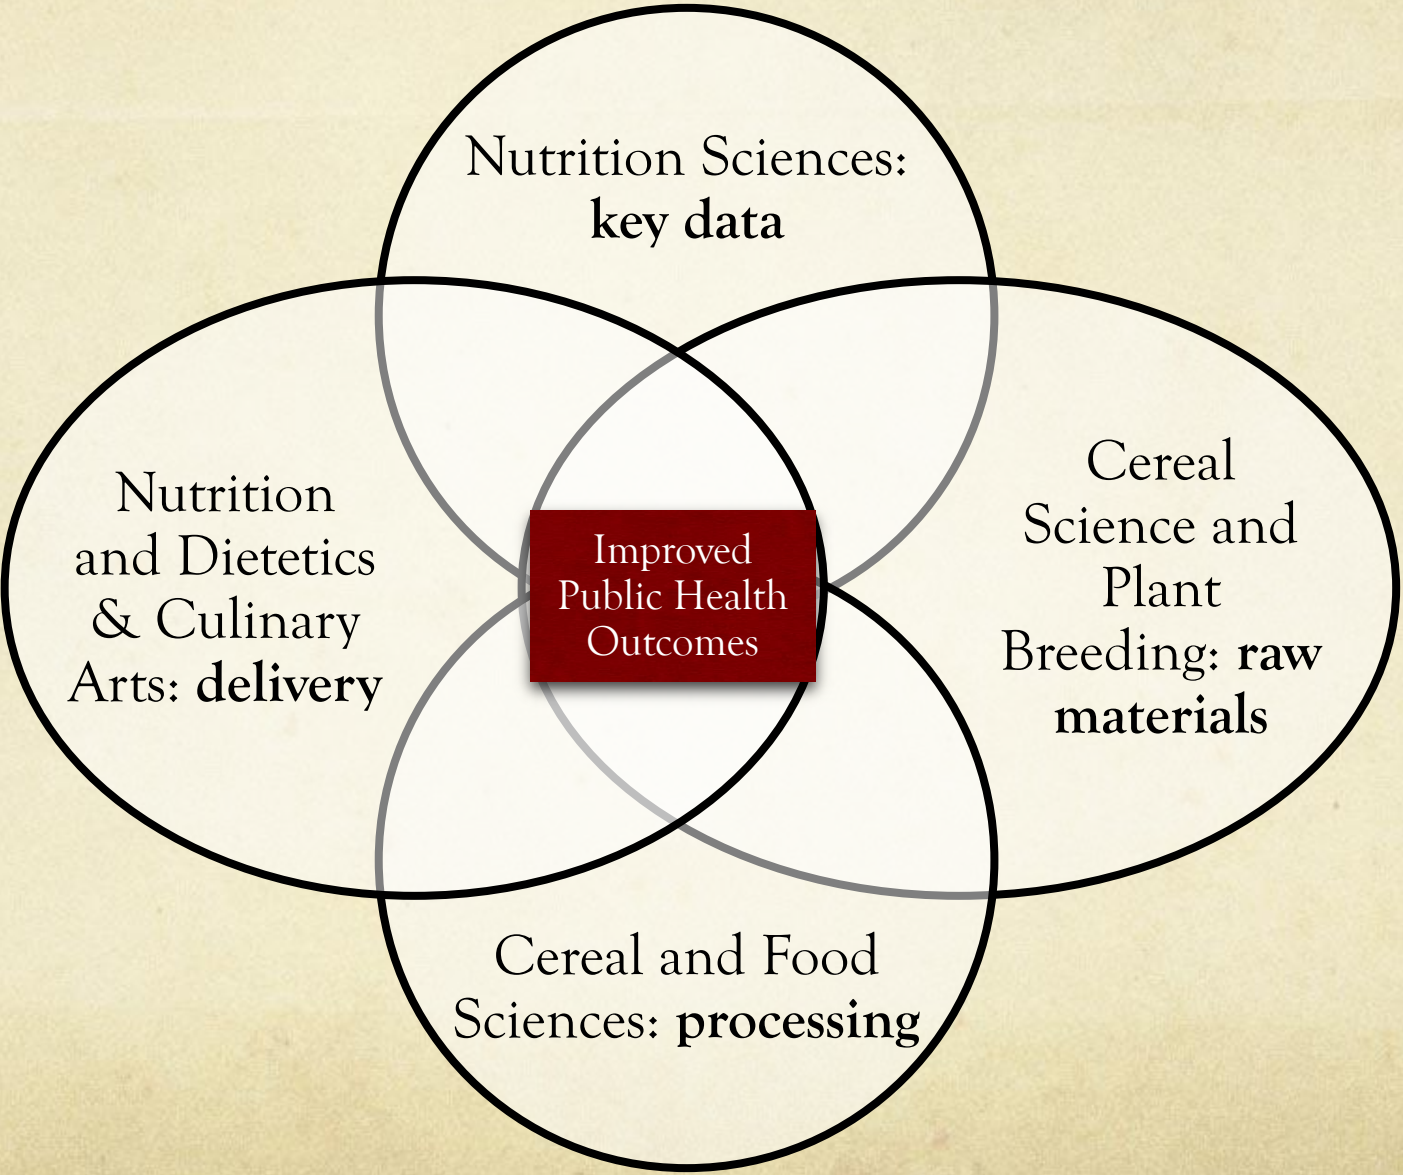 Nutrition Sciences:
key data
Nutrition
and Dietetics
& Culinary
Arts: delivery
Improved
Public Health
Outcomes
Cereal
Science and
Plant
Breeding: raw
materials
Cereal and Food
Sciences: processing